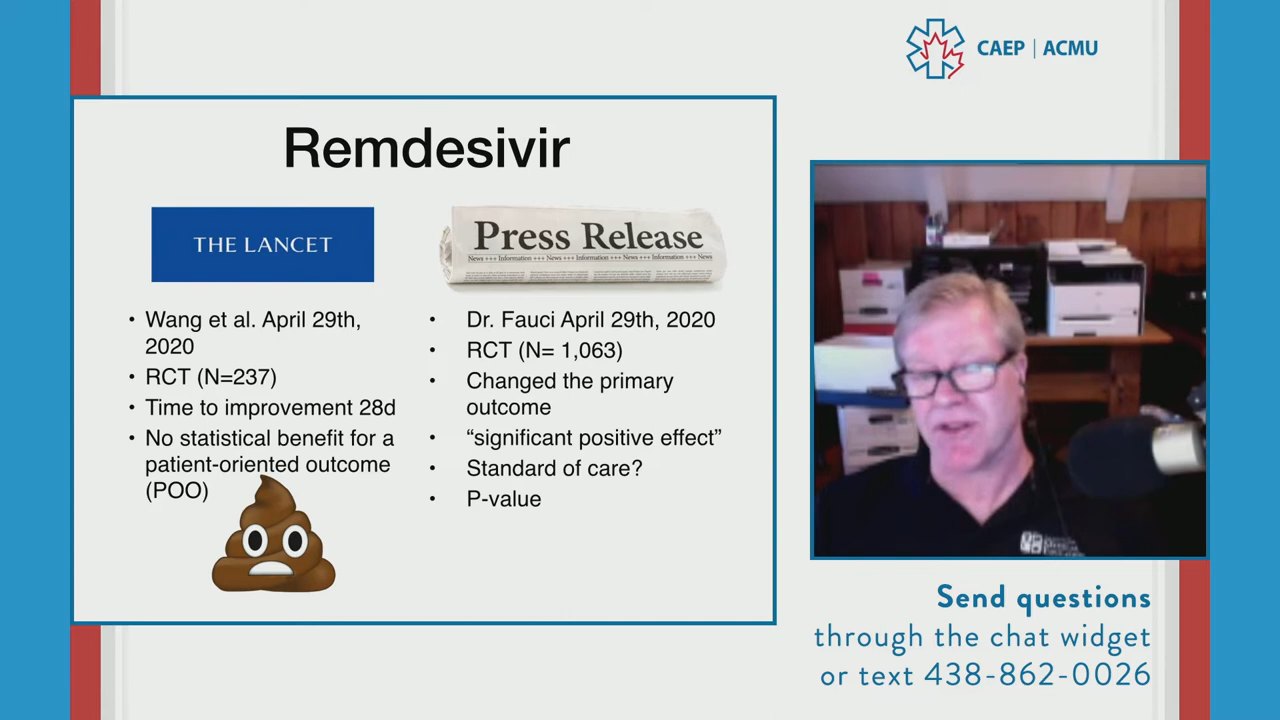 CAEP | ACMU
Remdesivir
THE LANCET
• Wang et al. April 29th,
2020
• RCT (N=237)
• Time to improvement 28d
• No statistical benefit for a
patient-oriented outcome
(POO)
Press Release
News +++ Information +++ News +++ Information +++ News +++ Information +++ News
• Dr. Fauci April 29th, 2020
• RCT (N= 1,063)
• Changed the primary
outcome
• “significant positive effect”
• Standard of care?
• P-value
Send questions
through the chat widget
or text 438-862-0026